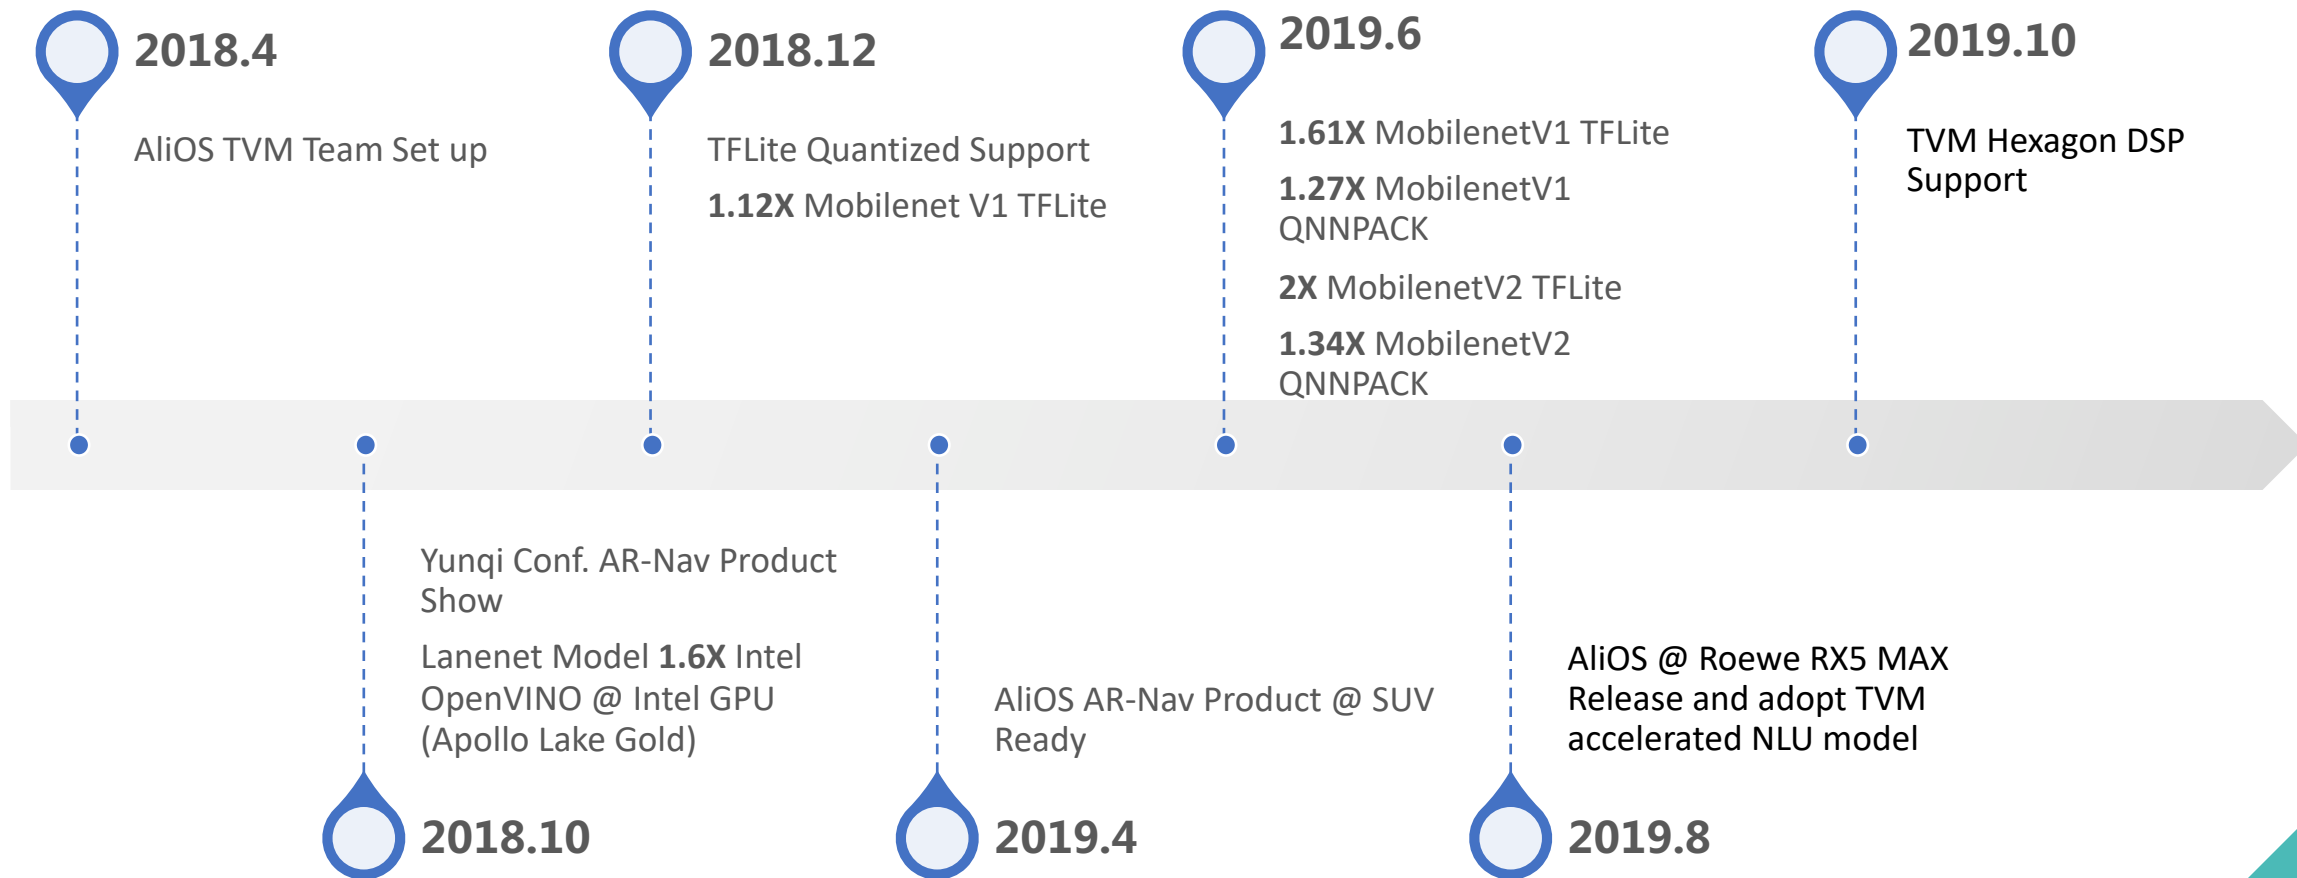 2018.4
AliOS TVM Team Set up
2018.12
TFLite Quantized Support
1.12X Mobilenet V1 TFLite
2019.6
1.61X MobilenetV1 TFLite
1.27X MobilenetV1
QNNPACK
2X MobilenetV2 TFLite
1.34X MobilenetV2
QNNPACK
2019.10
TVM Hexagon DSP
Support
Yunqi Conf. AR-Nav Product
Show
Lanenet Model 1.6X Intel
OpenVINO @ Intel GPU
(Apollo Lake Gold)
2018.10
AliOS AR-Nav Product @ SUV
Ready
2019.4
AliOS @ Roewe RX5 MAX
Release and adopt TVM
accelerated NLU model
2019.8